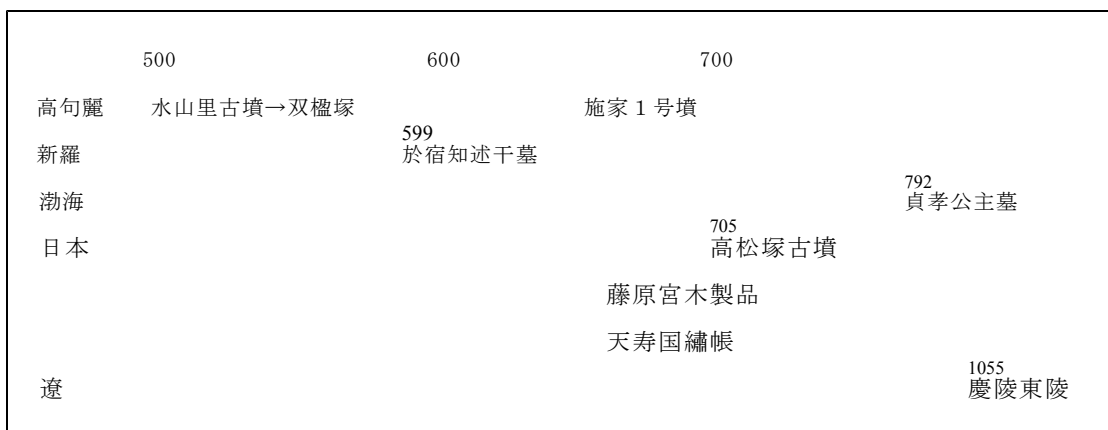 500 600 700
高句麗 水山里古墳→双楹塚 施家1号墳
599
新羅 於宿知述干墓
792
渤海 貞孝公主墓
705
日本 高松塚古墳
藤原宮木製品
天寿国繡帳
1055
遼 慶陵東陵